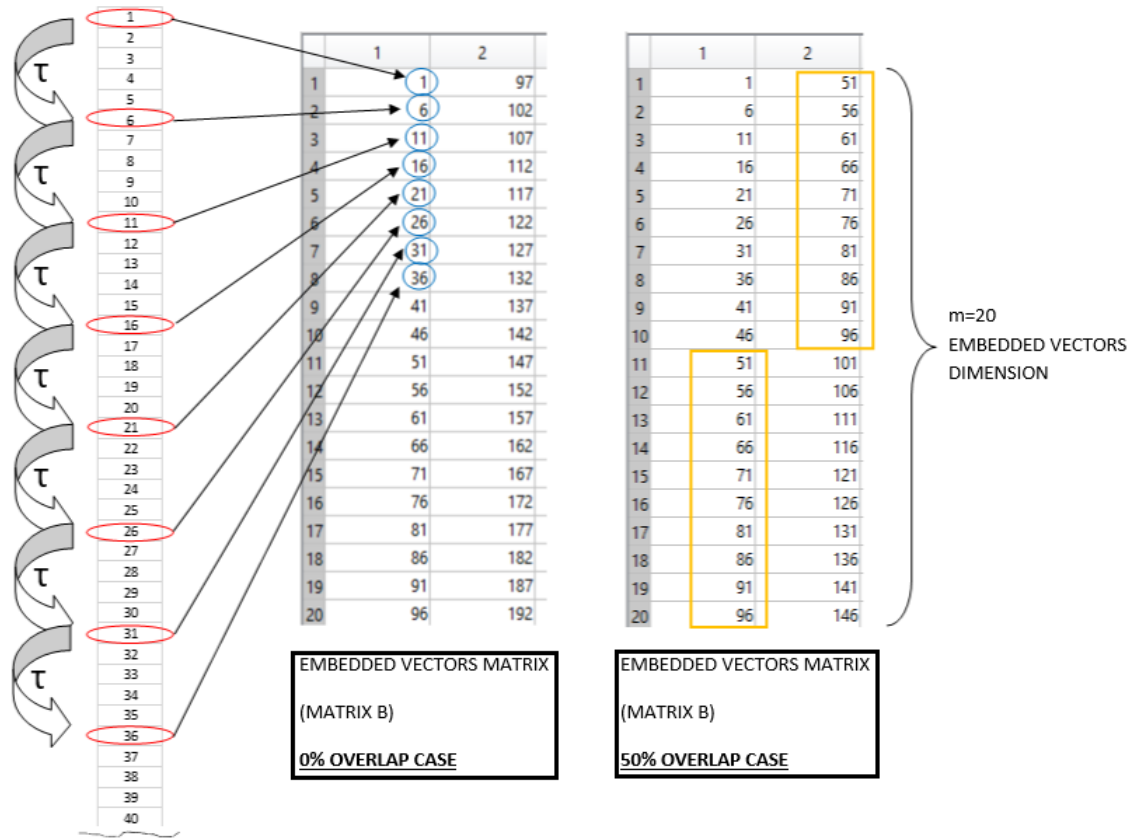 1
2
3
4
5
6
7
8
9
10
11
12
13
14
15
16
17
18
19
20
21
22
23
24
25
26
27
28
29
30
31
32
33
34
35
36
37
38
39
40
τ
τ
τ
τ
τ
τ
τ
1 2
1 1 97
2 6 102
3 11 107
4 16 112
5 21 117
6 26 122
7 31 127
8 36 132
9 41 137
10 46 142
11 51 147
12 56 152
13 61 157
14 66 162
15 71 167
16 76 172
17 81 177
18 86 182
19 91 187
20 96 192
EMBEDDED VECTORS MATRIX
(MATRIX B)
0% OVERLAP CASE
1 2
1 1 51
2 6 56
3 11 61
4 16 66
5 21 71
6 26 76
7 31 81
8 36 86
9 41 91
10 46 96
11 51 101
12 56 106
13 61 111
14 66 116
15 71 121
16 76 126
17 81 131
18 86 136
19 91 141
20 96 146
EMBEDDED VECTORS MATRIX
(MATRIX B)
50% OVERLAP CASE
m=20
EMBEDDED VECTORS
DIMENSION